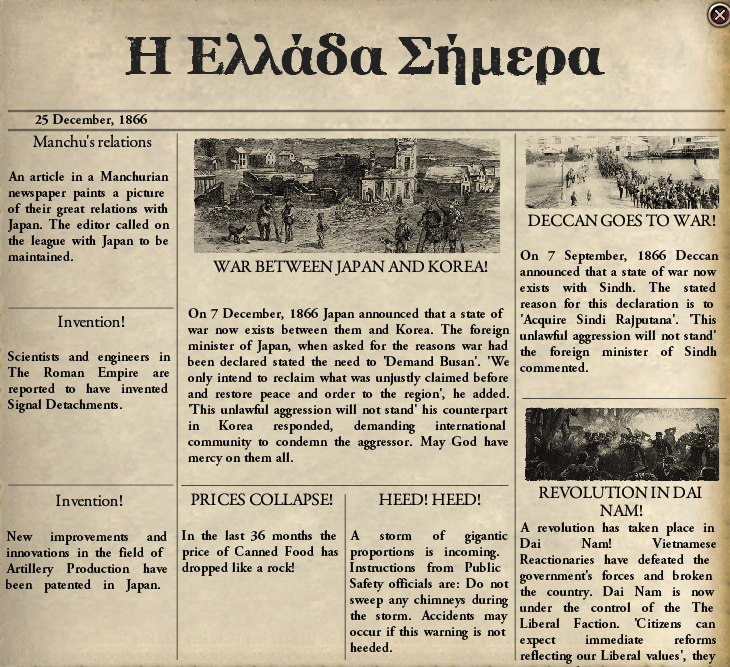 Η Ελλάδα Σήμερα
25 December, 1866
Manchu's relations
An article in a Manchurian
newspaper paints a picture
of their great relations with
Japan. The editor called on
the league with Japan to be
maintained.
Invention!
Scientists and engineers in
The Roman Empire are
reported to have invented
Signal Detachments.
Invention!
New improvements and
innovations in the field of
Artillery Production have
been patented in Japan.
WAR BETWEEN JAPAN AND KOREA!
On 7 December, 1866 Japan announced that a state of
war now exists between them and Korea. The foreign
minister of Japan, when asked for the reasons war had
been declared stated the need to 'Demand Busan'. 'We
only intend to reclaim what was unjustly claimed before
and restore peace and order to the region', he added.
'This unlawful aggression will not stand' his counterpart
in Korea responded, demanding international
community to condemn the aggressor. May God have
mercy on them all.
PRICES COLLAPSE!
In the last 36 months the
price of Canned Food has
dropped like a rock!
HEED! HEED!
A storm of gigantic
proportions is incoming.
Instructions from Public
Safety officials are: Do not
sweep any chimneys during
the storm. Accidents may
occur if this warning is not
heeded.
DECCAN GOES TO WAR!
On 7 September, 1866 Deccan
announced that a state of war now
exists with Sindh. The stated
reason for this declaration is to
'Acquire Sindi Rajputana'. 'This
unlawful aggression will not stand'
the foreign minister of Sindh
commented.
REVOLUTION IN DAI
NAM!
A revolution has taken place in
Dai Nam! Vietnamese
Reactionaries have defeated the
government's forces and broken
the country. Dai Nam is now
under the control of the The
Liberal Faction. 'Citizens can
expect immediate reforms
reflecting our Liberal values', they